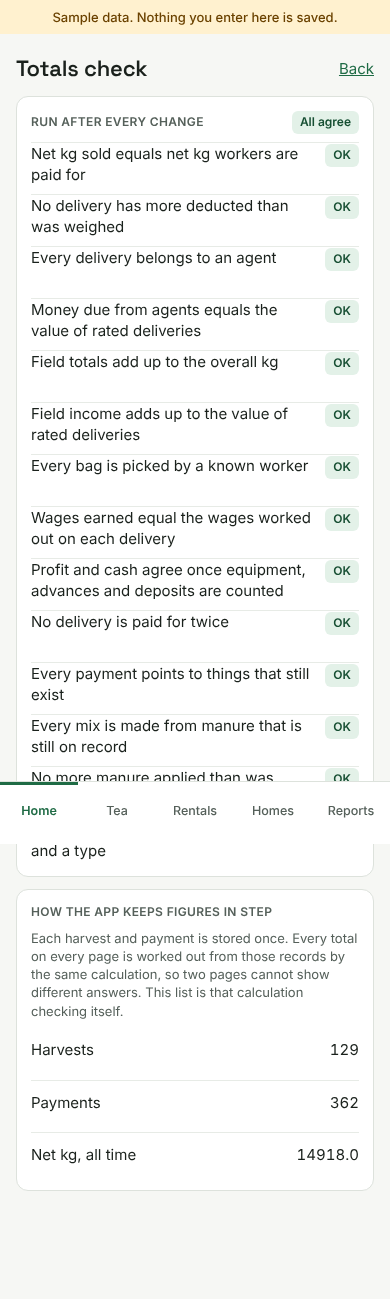 Sample data. Nothing you enter here is saved.
Totals check
Back
RUN AFTER EVERY CHANGE
All agree
Net kg sold equals net kg workers are
paid for
OK
No delivery has more deducted than
was weighed
OK
Every delivery belongs to an agent
OK
Money due from agents equals the
value of rated deliveries
OK
Field totals add up to the overall kg
OK
Field income adds up to the value of
rated deliveries
OK
Every bag is picked by a known worker
OK
Wages earned equal the wages worked
out on each delivery
OK
Profit and cash agree once equipment,
advances and deposits are counted
OK
No delivery is paid for twice
OK
Every payment points to things that still
exist
OK
Every mix is made from manure that is
still on record
OK
No more manure applied than was
OK
Home
Tea
Rentals
Homes
Reports
and a type
HOW THE APP KEEPS FIGURES IN STEP
Each harvest and payment is stored once. Every total
on every page is worked out from those records by
the same calculation, so two pages cannot show
different answers. This list is that calculation
checking itself.
Harvests
129
Payments
362
Net kg, all time
14918.0